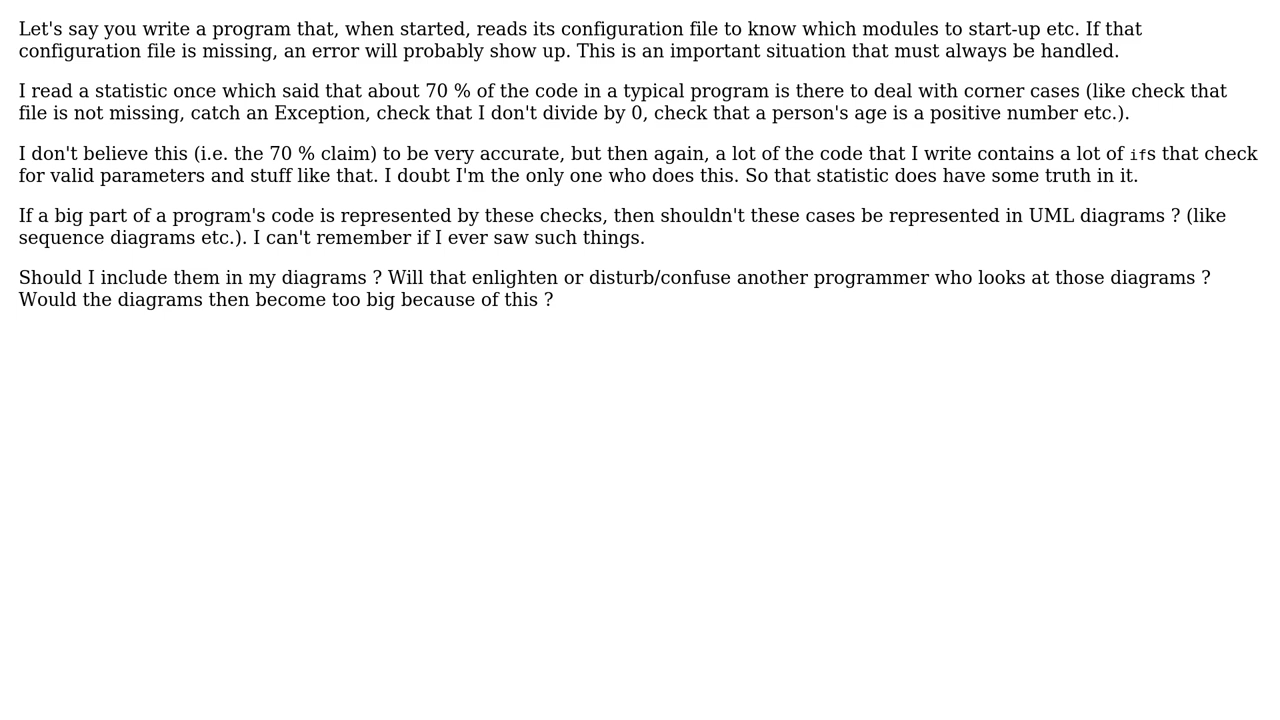 Let's say you write a program that, when started, reads its configuration file to know which modules to start-up etc. If that
configuration file is missing, an error will probably show up. This is an important situation that must always be handled.
I read a statistic once which said that about 70 % of the code in a typical program is there to deal with corner cases (like check that
file is not missing, catch an Exception, check that I don't divide by 0, check that a person's age is a positive number etc.).
I don't believe this (i.e. the 70 % claim) to be very accurate, but then again, a lot of the code that I write contains a lot of ifs that check
for valid parameters and stuff like that. I doubt I'm the only one who does this. So that statistic does have some truth in it.
If a big part of a program's code is represented by these checks, then shouldn't these cases be represented in UML diagrams ? (like
sequence diagrams etc.). I can't remember if I ever saw such things.
Should I include them in my diagrams ? Will that enlighten or disturb/confuse another programmer who looks at those diagrams ?
Would the diagrams then become too big because of this ?